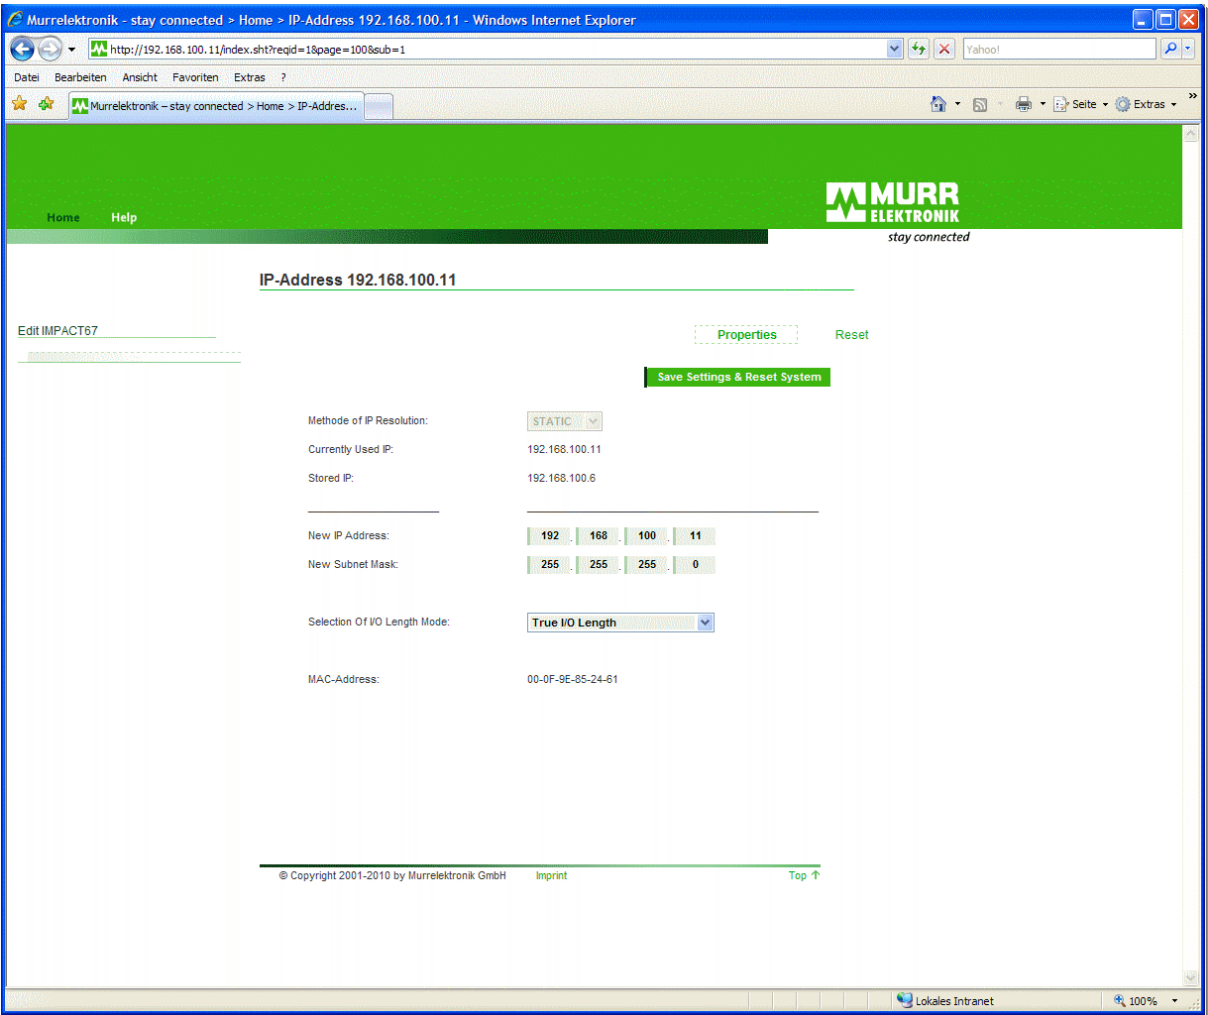 Murrelektronik - stay connected > Home > IP-Address 192.168.100.11 - Windows Internet Explorer
http://192.168.100.11/index.sht?reqid=1&page=100&sub=1
Yahoo!
Datei Bearbeiten Ansicht Favoriten Extras ?
Murrelektronik – stay connected > Home > IP-Addres...
Seite Extras »
MURR
ELEKTRONIK
stay connected
Home Help
IP-Address 192.168.100.11
Edit IMPACT67
Properties Reset
Save Settings & Reset System
Methode of IP Resolution: STATIC
Currently Used IP: 192.168.100.11
Stored IP: 192.168.100.6
New IP Address: 192 . 168 . 100 . 11
New Subnet Mask: 255 . 255 . 255 . 0
Selection Of I/O Length Mode: True I/O Length
MAC-Address: 00-0F-9E-85-24-61
© Copyright 2001-2010 by Murrelektronik GmbH Imprint Top ↑
Lokales Intranet 100%